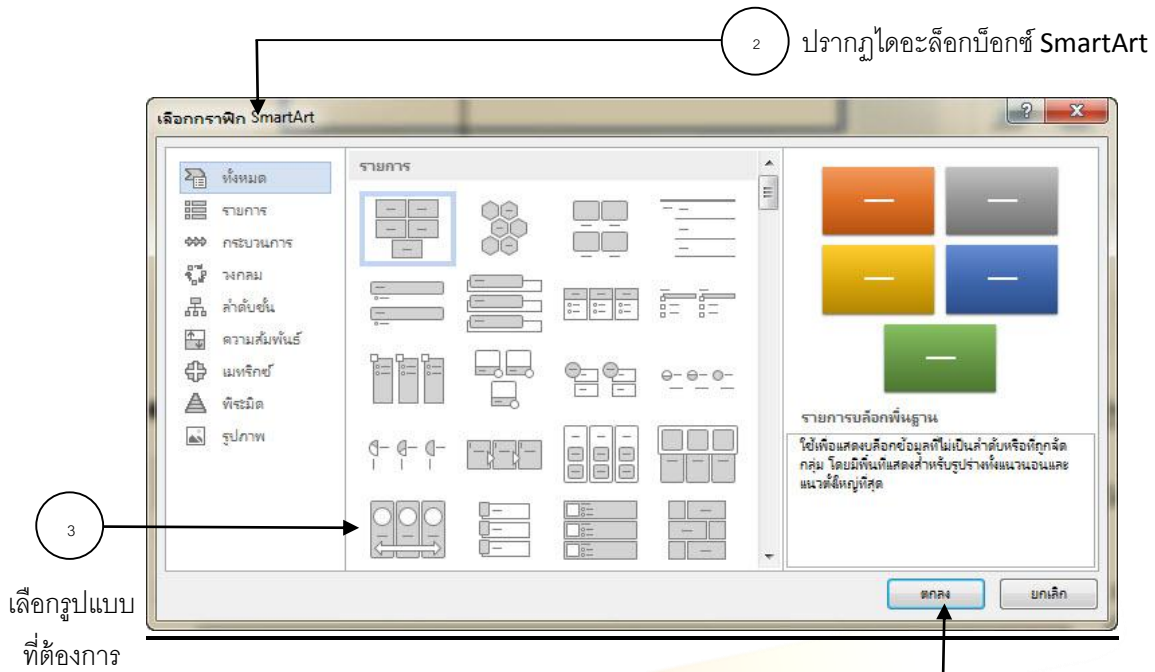 2 ปรากฏไดอะล็อกบ็อกซ์ SmartArt
เลือกกราฟิก SmartArt
ทั้งหมด
รายการ
กระบวนการ
วงกลม
ลำดับชั้น
ความสัมพันธ์
เมทริกซ์
พีระมิด
รูปภาพ
รายการ
รายการบล็อกพื้นฐาน
ใช้เพื่อแสดงบล็อกข้อมูลที่ไม่เป็นลำดับหรือที่ถูกจัด
กลุ่ม โดยมีพื้นที่แสดงสำหรับรูปร่างทั้งแนวนอนและ
แนวตั้งใหญ่ที่สุด
ตกลง
ยกเลิก
3
เลือกรูปแบบ
ที่ต้องการ